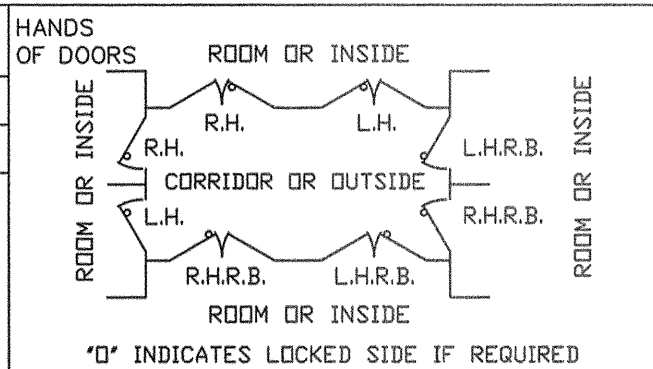 HANDS
OF DOORS
ROOM OR INSIDE
ROOM OR INSIDE
R.H.
L.H.
R.H.
L.H.R.B.
CORRIDOR OR OUTSIDE
L.H.
R.H.R.B.
ROOM OR INSIDE
R.H.R.B.
L.H.R.B.
ROOM OR INSIDE
"O" INDICATES LOCKED SIDE IF REQUIRED